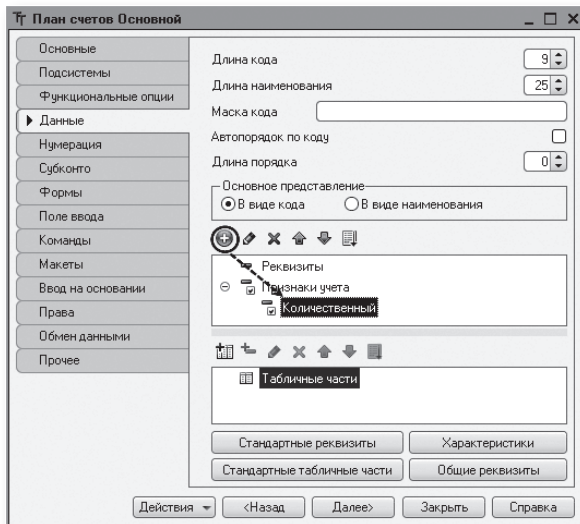 План счетов Основной
Основные
Подсистемы
Функциональные опции
Данные
Нумерация
Субконто
Формы
Поле ввода
Команды
Макеты
Ввод на основании
Права
Обмен данными
Прочее
Длина кода 9
Длина наименования 25
Маска кода
Автопорядок по коду
Длина порядка 0
Основное представление
В виде кода В виде наименования
Реквизиты
Признаки учета
Количественный
Табличные части
Стандартные реквизиты Характеристики
Стандартные табличные части Общие реквизиты
Действия <Назад Далее> Закрыть Справка